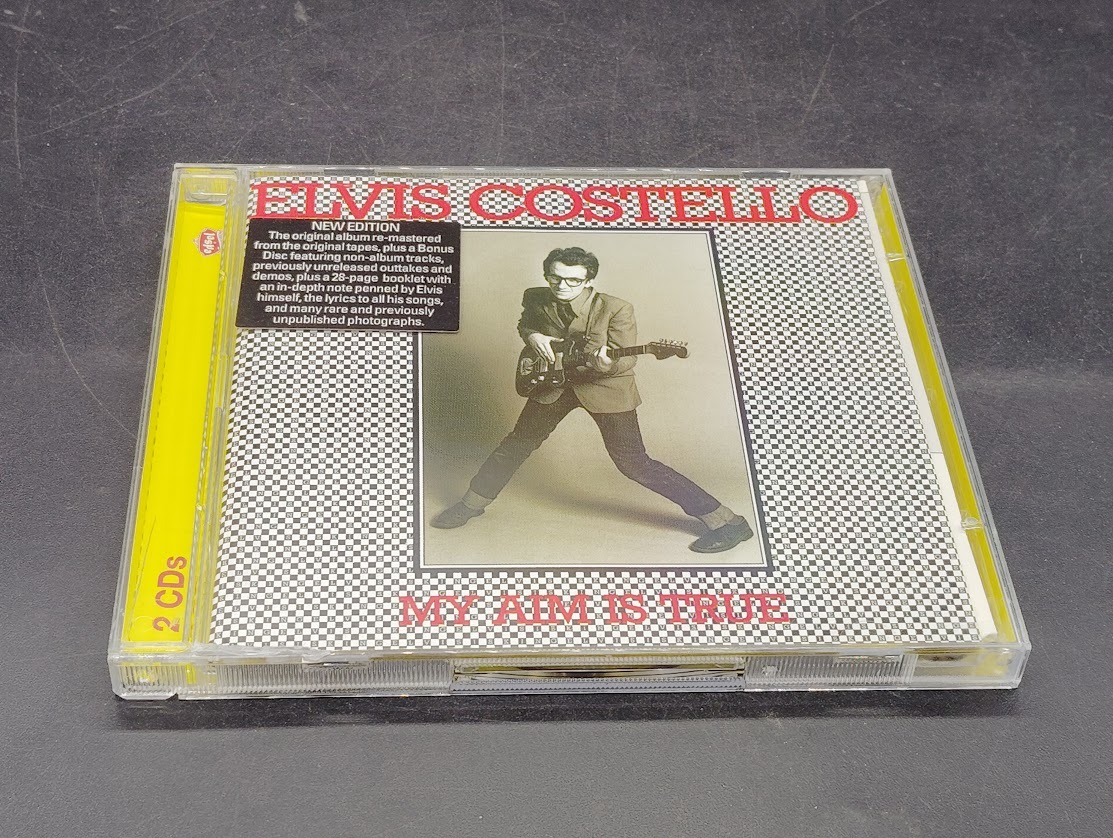 ELVIS COSTELLO
NEW EDITION
The original album re-mastered
from the original tapes, plus a Bonus
Disc featuring non-album tracks,
previously unreleased outtakes and
demos, plus a 28-page booklet with
an in-depth note penned by Elvis
himself, the lyrics to all his songs,
and many rare and previously
unpublished photographs.
edsel
2 CDs
MY AIM IS TRUE